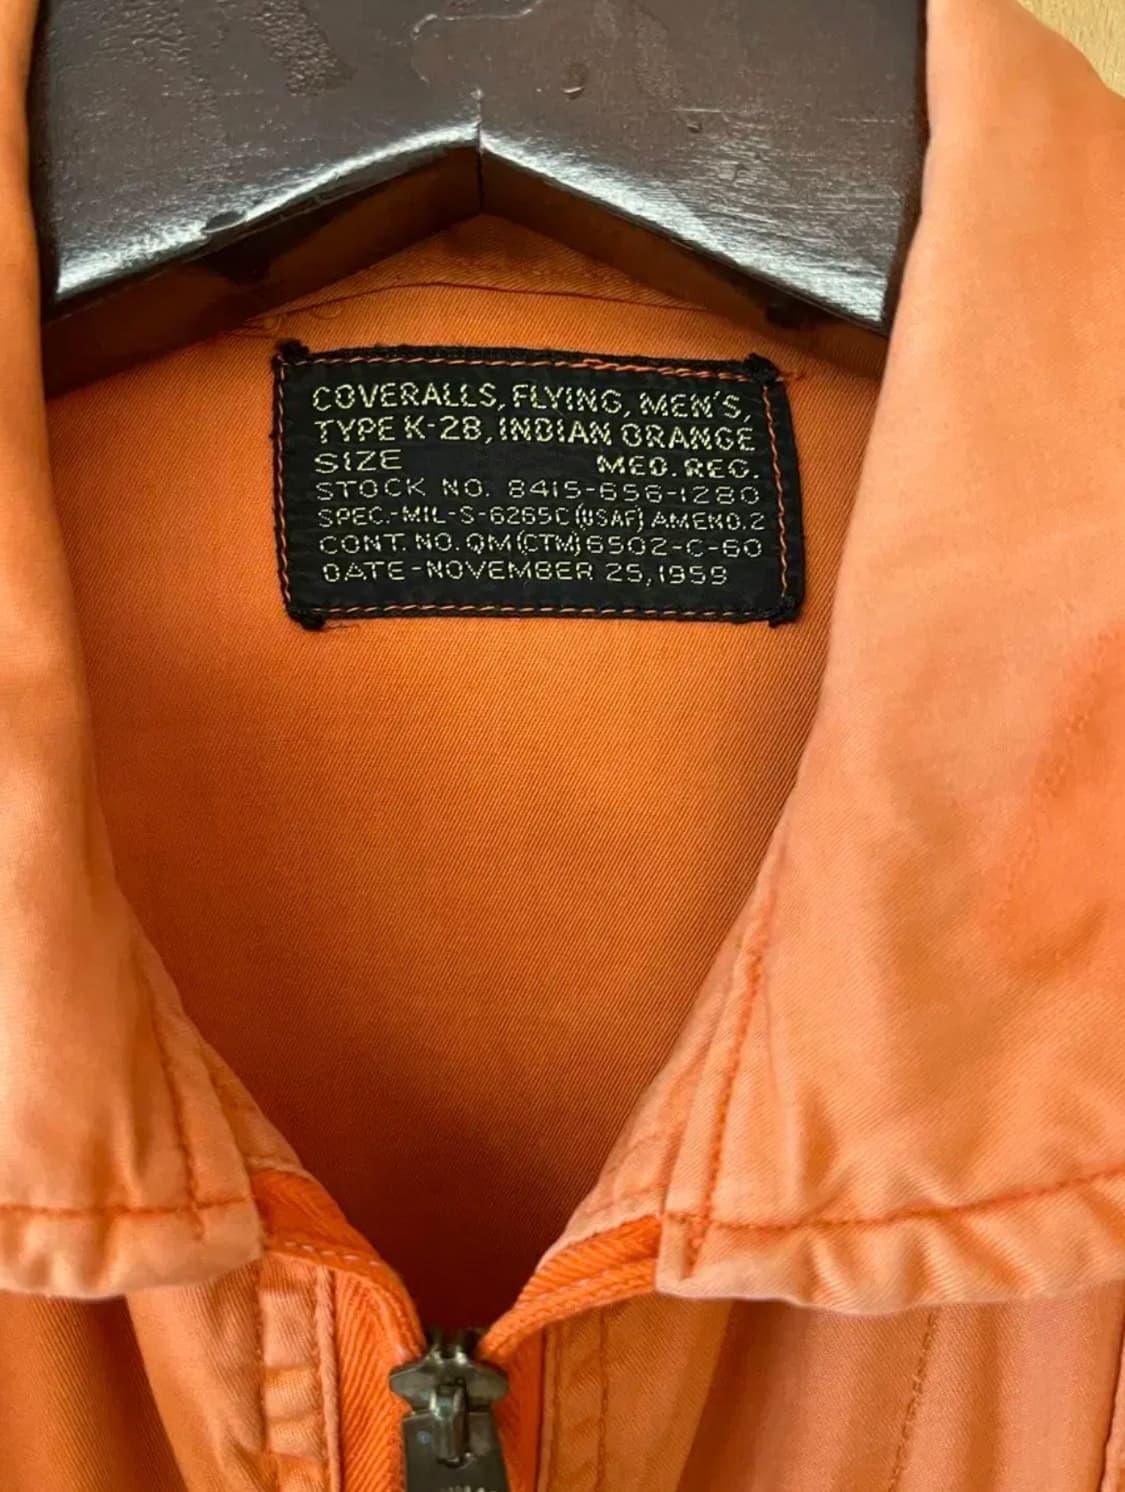 COVERALLS, FLYING, MEN'S,
TYPE K-2B, INDIAN ORANGE
SIZE MED. REG.
STOCK NO. 8415-656-1280
SPEC.-MIL-S-6265C (USAF) AMEND. 2
CONT. NO. QM (CTM) 6502-C-60
DATE-NOVEMBER 25, 1959